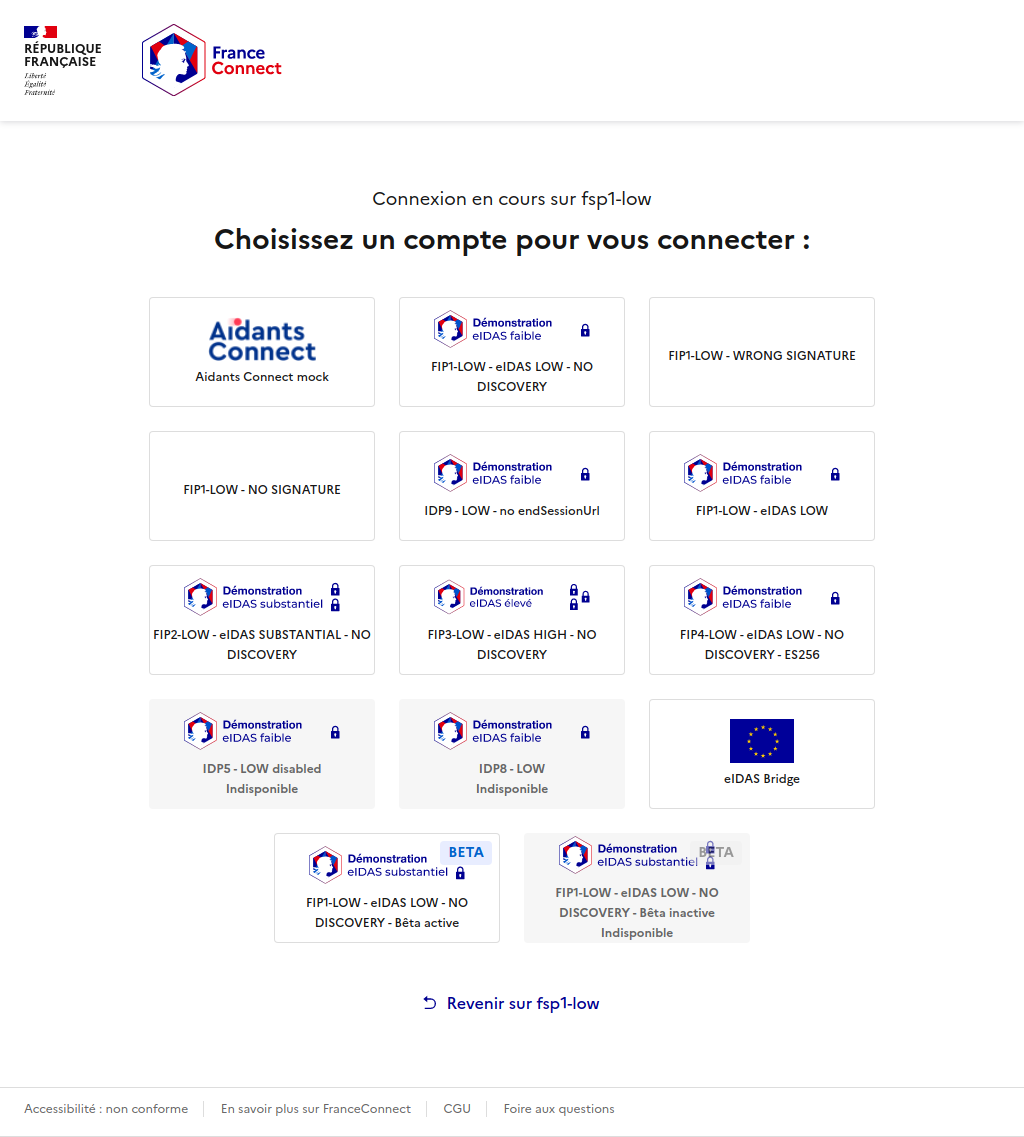 RÉPUBLIQUE
FRANÇAISE
Liberté
Égalité
Fraternité
France
Connect
Connexion en cours sur fsp1-low
Choisissez un compte pour vous connecter :
Aidants
Connect
Aidants Connect mock
Démonstration
eIDAS faible
FIP1-LOW - eIDAS LOW - NO
DISCOVERY
FIP1-LOW - WRONG SIGNATURE
FIP1-LOW - NO SIGNATURE
Démonstration
eIDAS faible
IDP9 - LOW - no endSessionUrl
Démonstration
eIDAS faible
FIP1-LOW - eIDAS LOW
Démonstration
eIDAS substantiel
FIP2-LOW - eIDAS SUBSTANTIAL - NO
DISCOVERY
Démonstration
eIDAS élevé
FIP3-LOW - eIDAS HIGH - NO
DISCOVERY
Démonstration
eIDAS faible
FIP4-LOW - eIDAS LOW - NO
DISCOVERY - ES256
Démonstration
eIDAS faible
IDP5 - LOW disabled
Indisponible
Démonstration
eIDAS faible
IDP8 - LOW
Indisponible
eIDAS Bridge
BETA
Démonstration
eIDAS substantiel
FIP1-LOW - eIDAS LOW - NO
DISCOVERY - Bêta active
BETA
Démonstration
eIDAS substantiel
FIP1-LOW - eIDAS LOW - NO
DISCOVERY - Bêta inactive
Indisponible
Revenir sur fsp1-low
Accessibilité : non conforme
En savoir plus sur FranceConnect
CGU
Foire aux questions